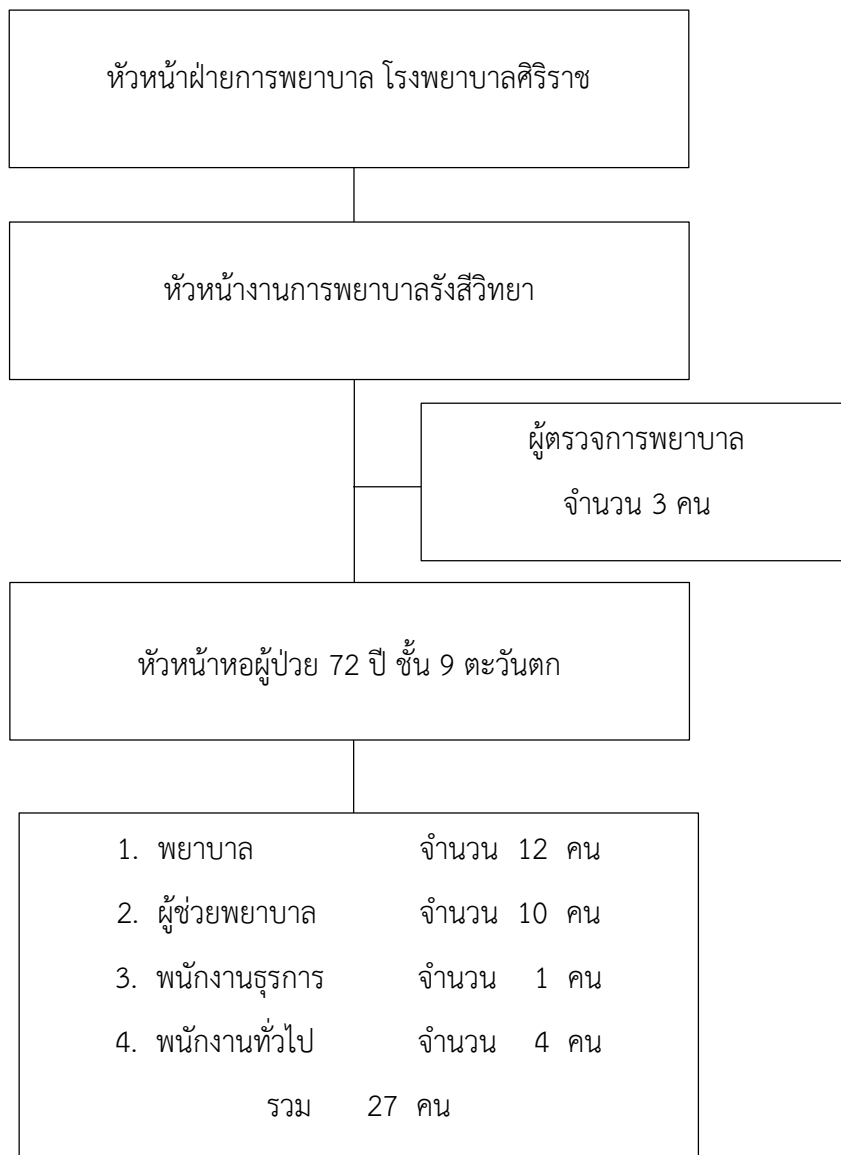 หัวหน้าฝ่ายการพยาบาล โรงพยาบาลศิริราช
หัวหน้างานการพยาบาลรังสีวิทยา
ผู้ตรวจการพยาบาล
จำนวน 3 คน
หัวหน้าหอผู้ป่วย 72 ปี ชั้น 9 ตะวันตก
1. พยาบาล จำนวน 12 คน
2. ผู้ช่วยพยาบาล จำนวน 10 คน
3. พนักงานธุรการ จำนวน 1 คน
4. พนักงานทั่วไป จำนวน 4 คน
รวม 27 คน